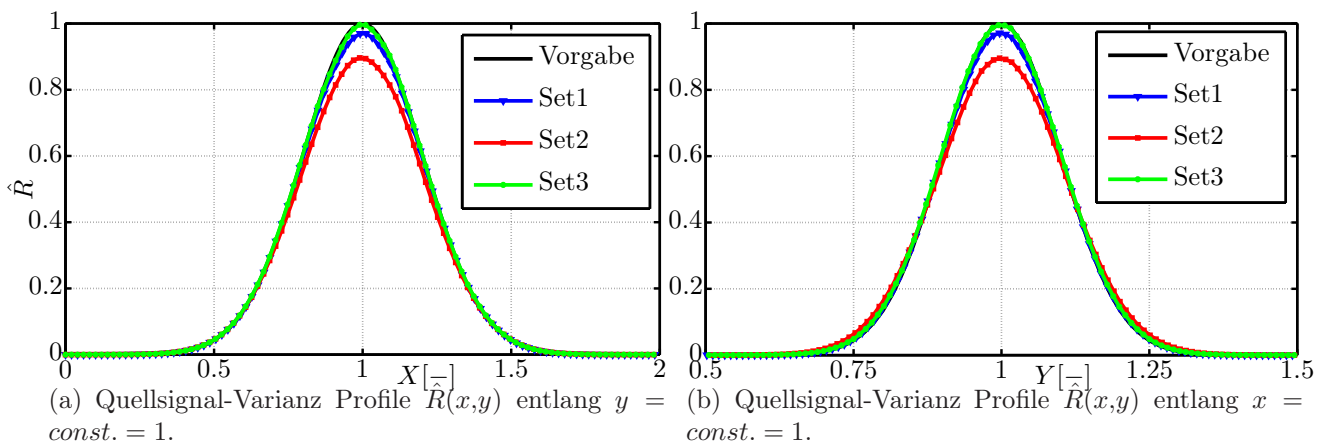 1
0.8
0.6
0.4
0.2
0
R̂
0 0.5 1 1.5 2
X[−]
Vorgabe
Set1
Set2
Set3
(a) Quellsignal-Varianz Profile R̂(x,y) entlang y =
const. = 1.
1
0.8
0.6
0.4
0.2
0
0.5 0.75 1 1.25 1.5
Y[−]
Vorgabe
Set1
Set2
Set3
(b) Quellsignal-Varianz Profile R̂(x,y) entlang x =
const. = 1.